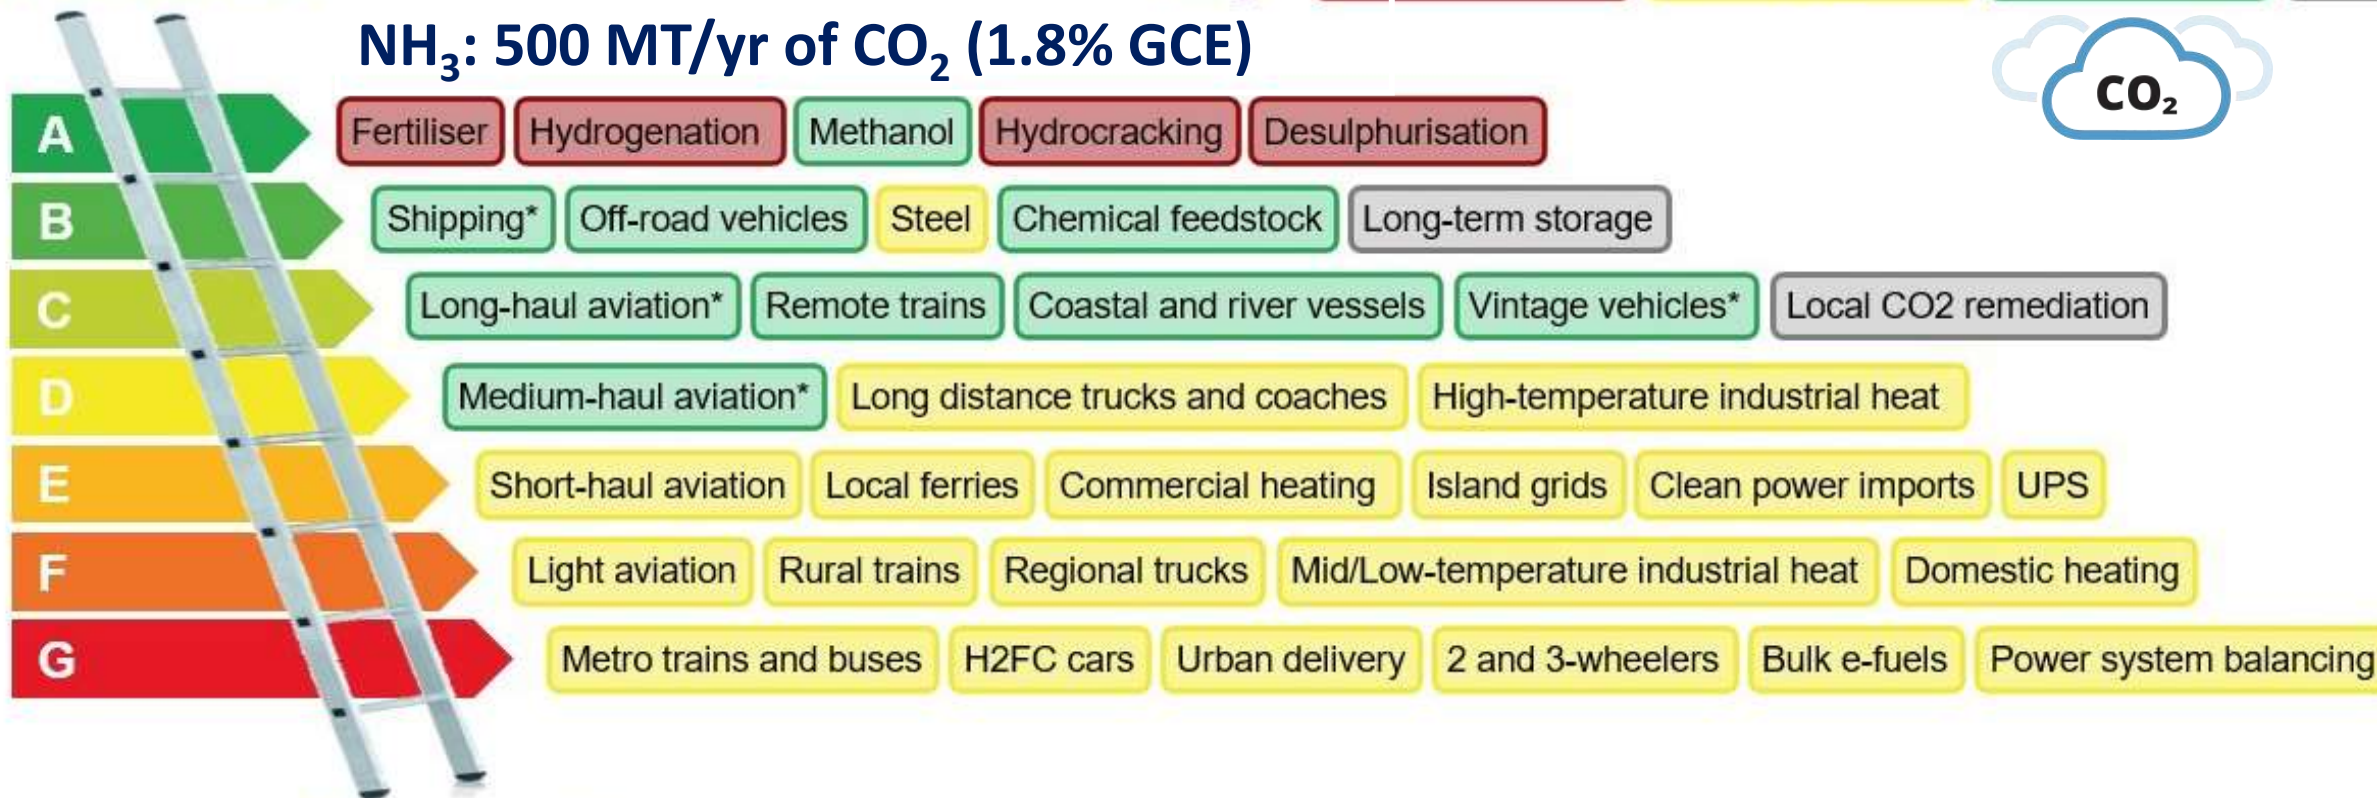 NH₃: 500 MT/yr of CO₂ (1.8% GCE)
CO₂
A Fertiliser Hydrogenation Methanol Hydrocracking Desulphurisation
B Shipping* Off-road vehicles Steel Chemical feedstock Long-term storage
C Long-haul aviation* Remote trains Coastal and river vessels Vintage vehicles* Local CO2 remediation
D Medium-haul aviation* Long distance trucks and coaches High-temperature industrial heat
E Short-haul aviation Local ferries Commercial heating Island grids Clean power imports UPS
F Light aviation Rural trains Regional trucks Mid/Low-temperature industrial heat Domestic heating
G Metro trains and buses H2FC cars Urban delivery 2 and 3-wheelers Bulk e-fuels Power system balancing